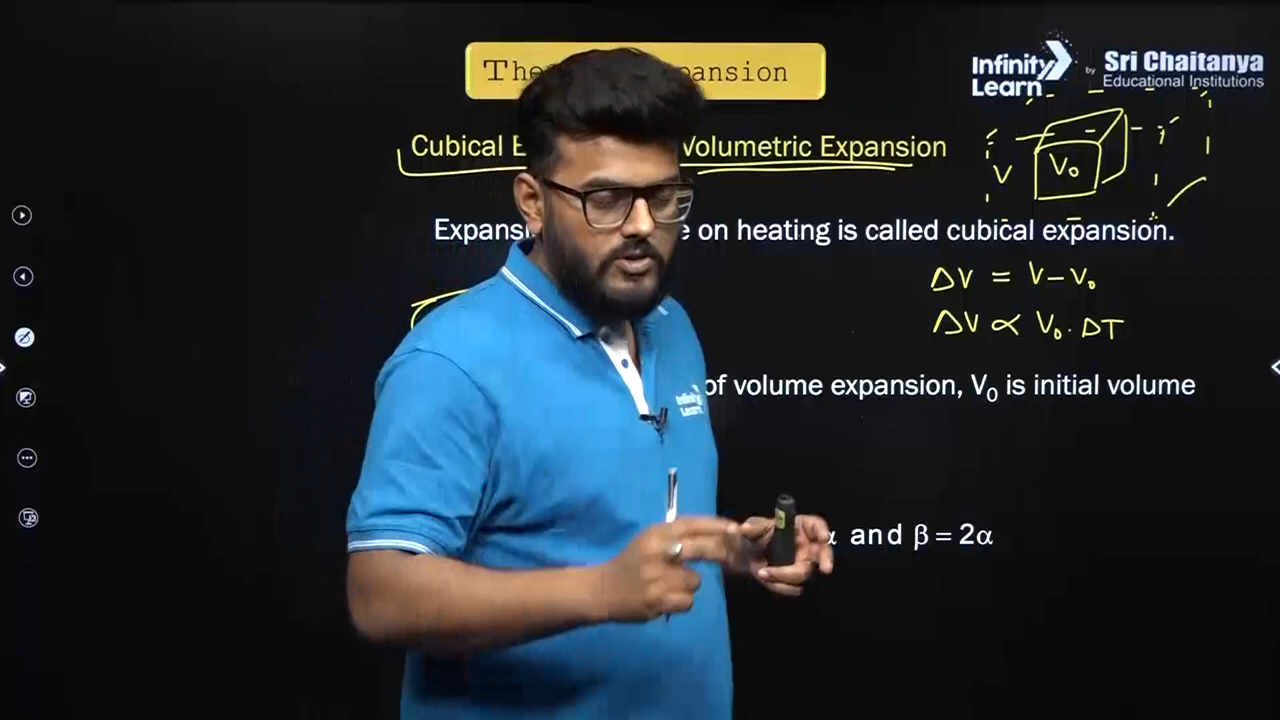 Infinity Learn by Sri Chaitanya Educational Institutions
The pansion
Cubical E Volumetric Expansion
V
V₀
Expansi e on heating is called cubical expansion.
ΔV = V - V₀
ΔV ∝ V₀ . ΔT
of volume expansion, V₀ is initial volume
Infinity Learn
α and β = 2α